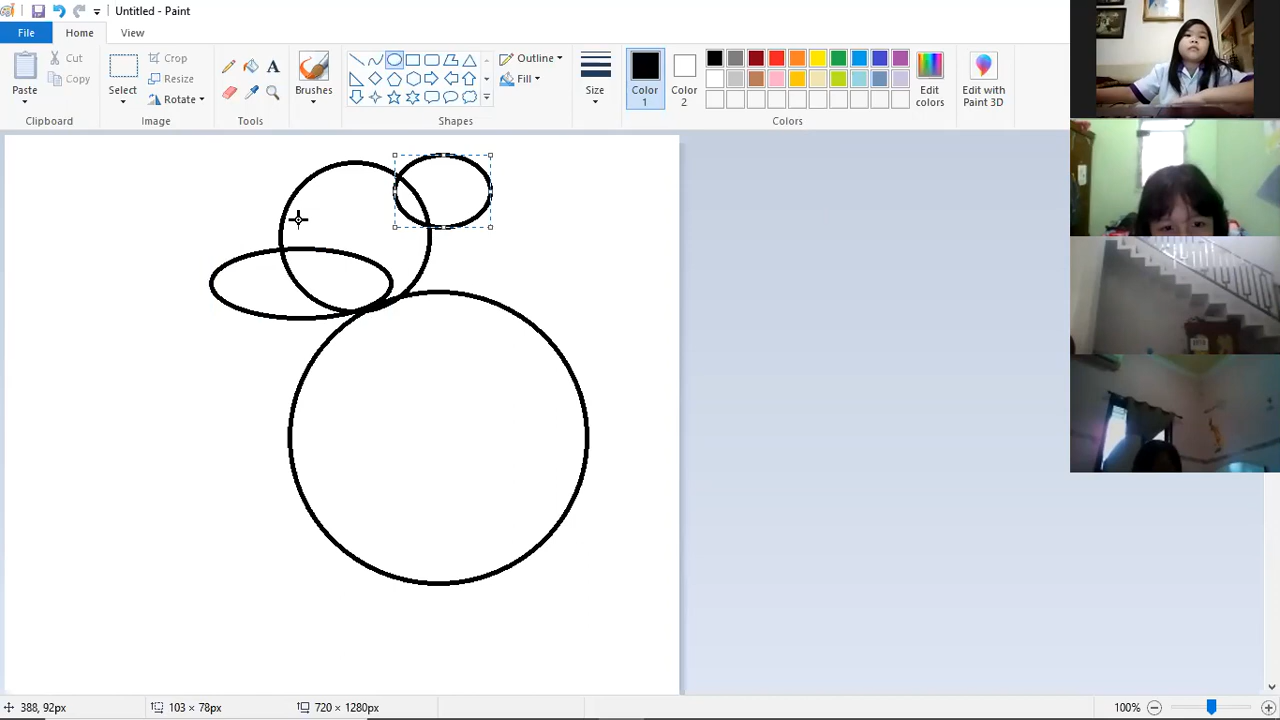 Untitled - Paint
File
Home
View
Paste
Cut
Copy
Clipboard
Select
Crop
Resize
Rotate
Image
Tools
Brushes
Shapes
Outline
Fill
Size
Color
1
Color
2
Edit
colors
Edit with
Paint 3D
Colors
388, 92px
103 × 78px
720 × 1280px
100%